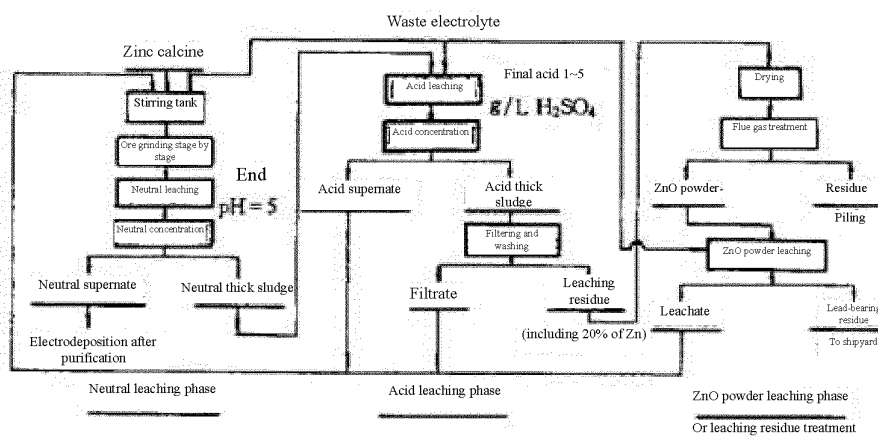 Waste electrolyte
Zinc calcine
Stirring tank
Ore grinding stage by
stage
Neutral leaching
End
pH = 5
Neutral concentration
Neutral supernate
Neutral thick sludge
Electrodeposition after
purification
Neutral leaching phase
Acid leaching
Final acid 1~5
g/L H₂SO₄
Acid concentration
Acid supernate
Acid thick
sludge
Filtering and
washing
Filtrate
Leaching
residue
(including 20% of Zn)
Acid leaching phase
Drying
Flue gas treatment
ZnO powder
Residue
Piling
ZnO powder leaching
Leachate
Lead-bearing
residue
To shipyard
ZnO powder leaching phase
Or leaching residue treatment